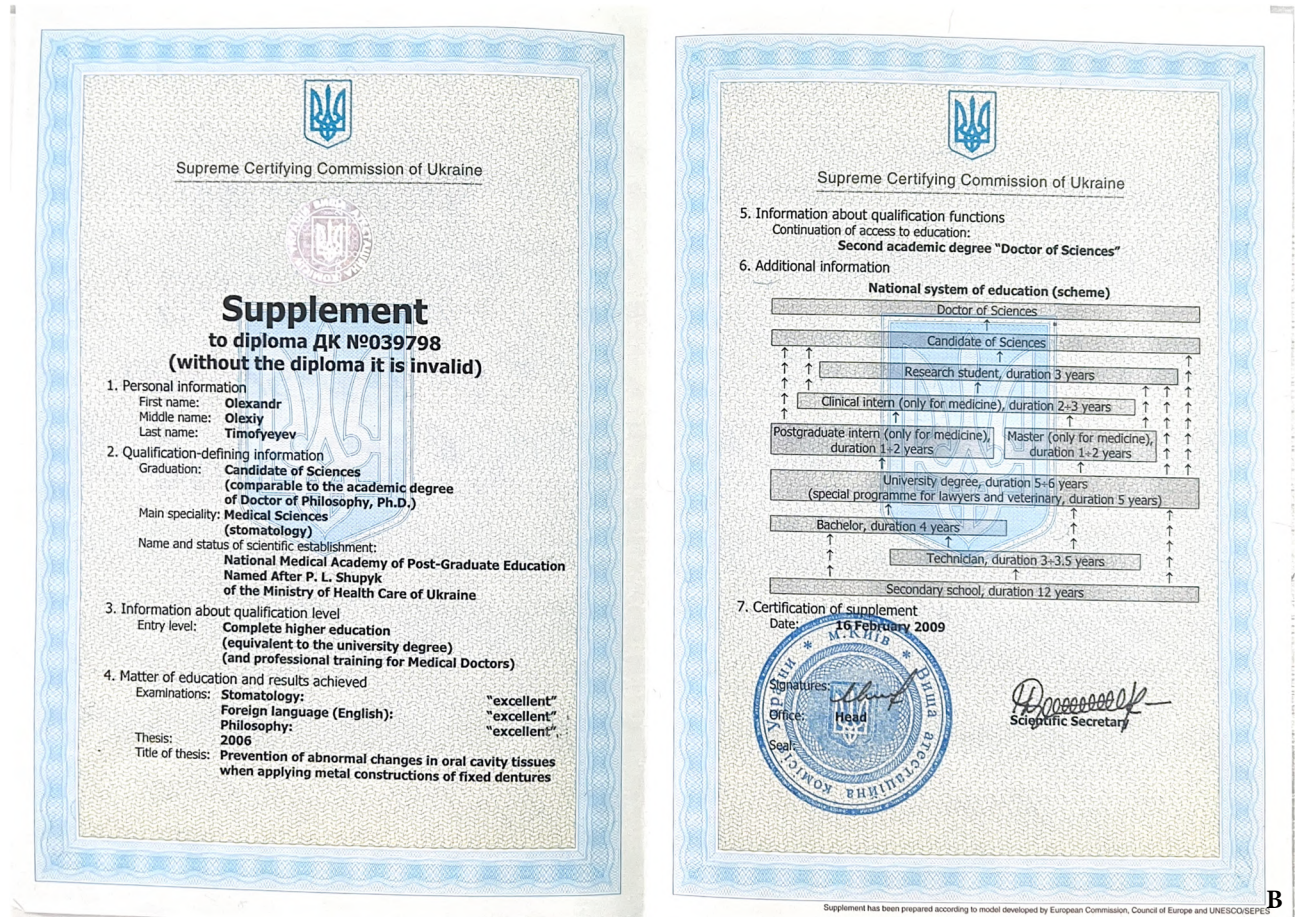 Supreme Certifying Commission of Ukraine
Supplement
to diploma ДК №039798
(without the diploma it is invalid)
1. Personal information
First name: Olexandr
Middle name: Olexiy
Last name: Timofyeyev
2. Qualification-defining information
Graduation: Candidate of Sciences
(comparable to the academic degree
of Doctor of Philosophy, Ph.D.)
Main speciality: Medical Sciences
(stomatology)
Name and status of scientific establishment:
National Medical Academy of Post-Graduate Education
Named After P. L. Shupyk
of the Ministry of Health Care of Ukraine
3. Information about qualification level
Entry level: Complete higher education
(equivalent to the university degree)
(and professional training for Medical Doctors)
4. Matter of education and results achieved
Examinations: Stomatology: "excellent"
Foreign language (English): "excellent"
Philosophy: "excellent"
Thesis: 2006
Title of thesis: Prevention of abnormal changes in oral cavity tissues
when applying metal constructions of fixed dentures
Supreme Certifying Commission of Ukraine
5. Information about qualification functions
Continuation of access to education:
Second academic degree "Doctor of Sciences"
6. Additional information
National system of education (scheme)
Doctor of Sciences
Candidate of Sciences
Research student, duration 3 years
Clinical intern (only for medicine), duration 2÷3 years
Postgraduate intern (only for medicine),
duration 1÷2 years
Master (only for medicine),
duration 1÷2 years
University degree, duration 5÷6 years
(special programme for lawyers and veterinary, duration 5 years)
Bachelor, duration 4 years
Technician, duration 3÷3.5 years
Secondary school, duration 12 years
7. Certification of supplement
Date: 16 February 2009
Signatures:
Office: Head
Scientific Secretary
Seal:
м. Київ * Вища атестаційна комісія України *
Supplement has been prepared according to model developed by European Commission, Council of Europe and UNESCO/SEPES
B